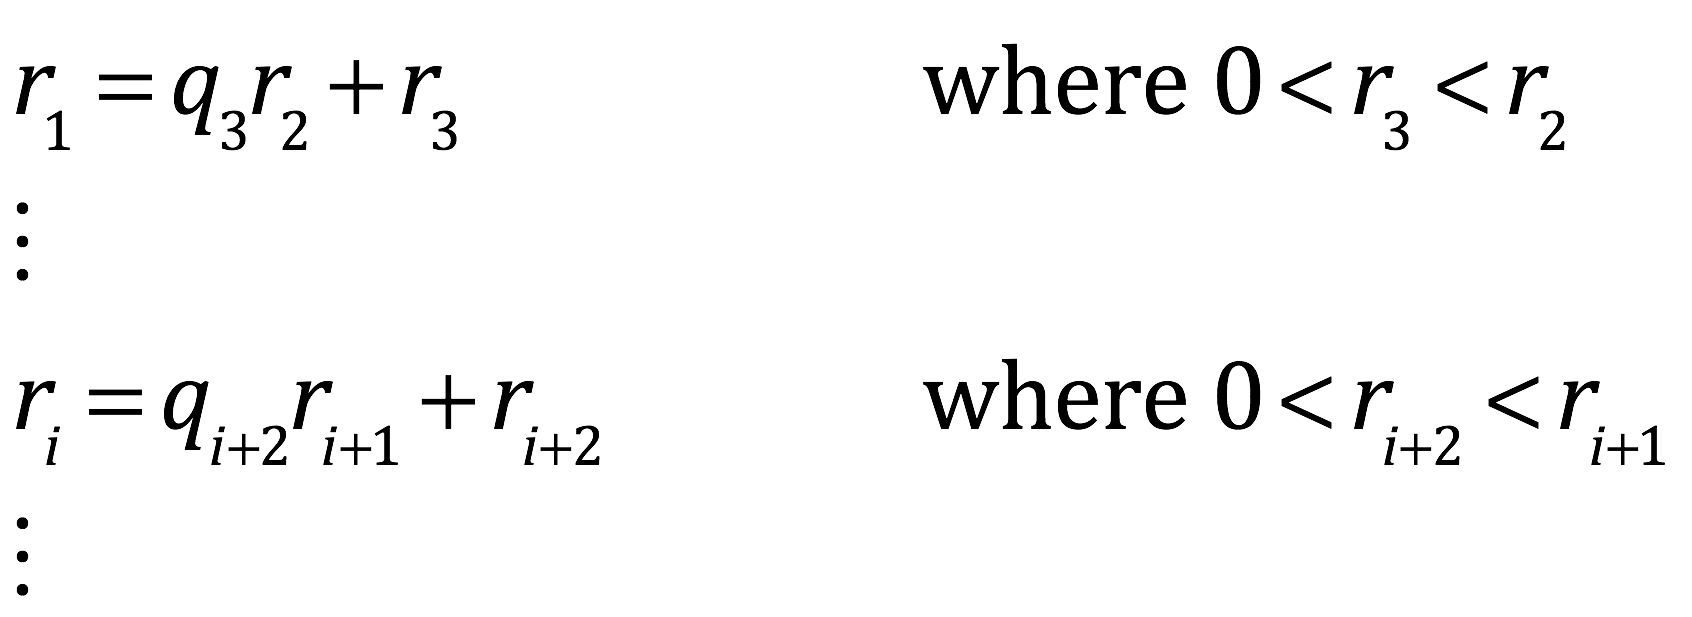 r₁ = q₃r₂ + r₃ where 0 < r₃ < r₂
⋮
rᵢ = qᵢ₊₂rᵢ₊₁ + rᵢ₊₂ where 0 < rᵢ₊₂ < rᵢ₊₁
⋮